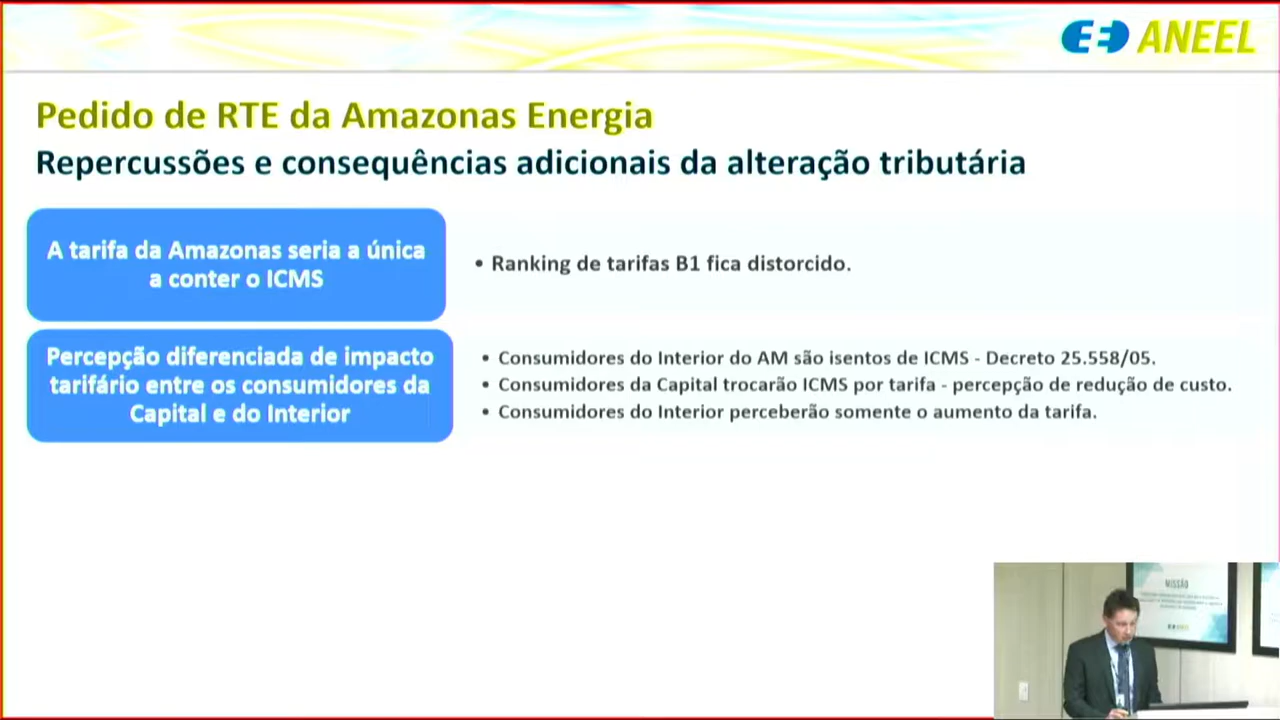 ANEEL
Pedido de RTE da Amazonas Energia
Repercussões e consequências adicionais da alteração tributária
A tarifa da Amazonas seria a única
a conter o ICMS
• Ranking de tarifas B1 fica distorcido.
Percepção diferenciada de impacto
tarifário entre os consumidores da
Capital e do Interior
• Consumidores do Interior do AM são isentos de ICMS - Decreto 25.558/05.
• Consumidores da Capital trocarão ICMS por tarifa - percepção de redução de custo.
• Consumidores do Interior perceberão somente o aumento da tarifa.
MISSÃO
ANEEL